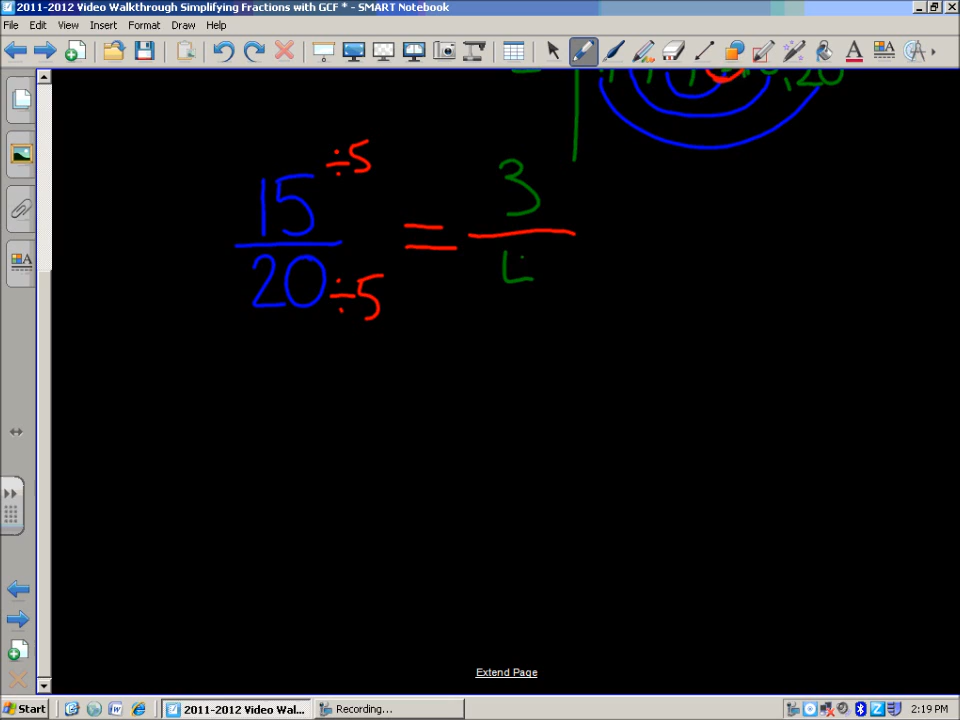 2011-2012 Video Walkthrough Simplifying Fractions with GCF * - SMART Notebook
File Edit View Insert Format Draw Help
20
15 ÷5 = 3
20 ÷5
Extend Page
Start 2011-2012 Video Wal... Recording... 2:19 PM